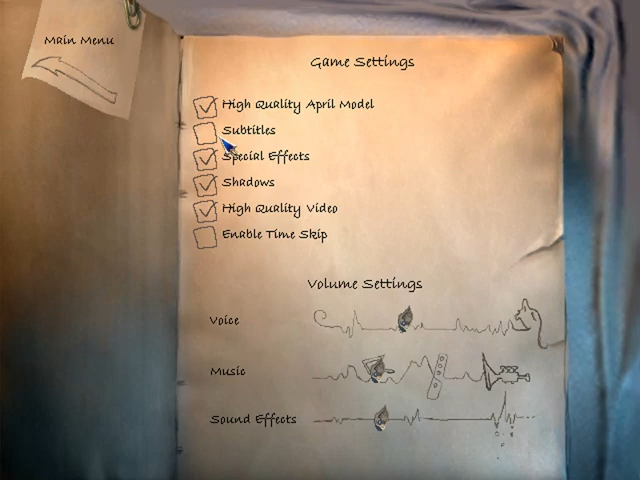 Main Menu
Game Settings
High Quality April Model
Subtitles
Special Effects
Shadows
High Quality Video
Enable Time Skip
Volume Settings
Voice
Music
Sound Effects